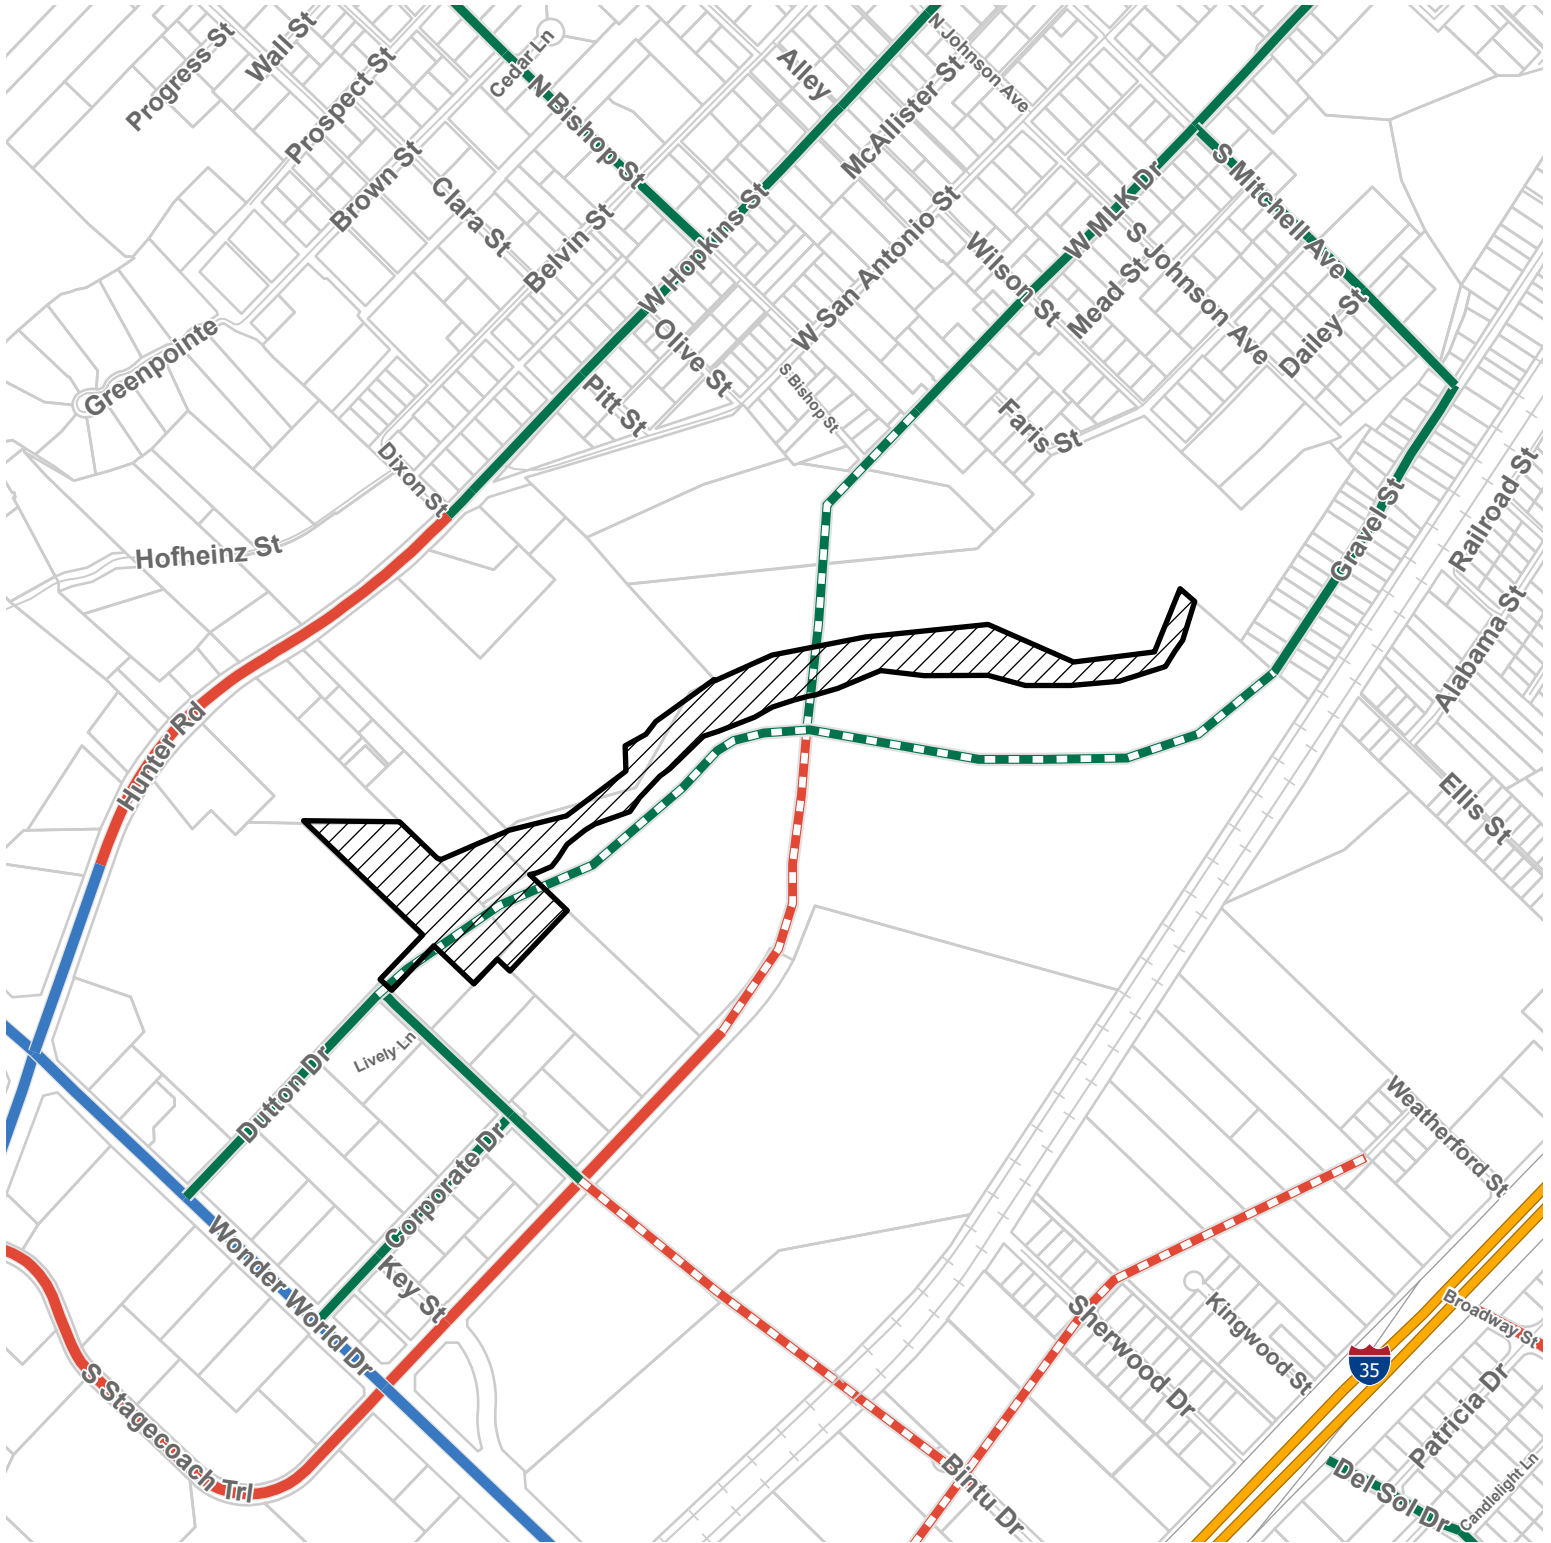 Progress St
Wall St
Prospect St
Cedar Ln
N Bishop St
Alley
McAllister St
N Johnson Ave
Brown St
Clara St
Belvin St
W Hopkins St
W San Antonio St
Wilson St
W MLK Dr
Mead St
S Mitchell Ave
S Johnson Ave
Dailey St
Greenpointe
Olive St
Pitt St
S Bishop St
Faris St
Dixon St
Hofheinz St
Gravel St
Railroad St
Alabama St
Hunter Rd
Ellis St
Lively Ln
Dutton Dr
Corporate Dr
Key St
Wonder World Dr
Weatherford St
Sherwood Dr
Kingwood St
Broadway St
35
S Stagecoach Trl
Patricia Dr
Bintu Dr
Del Sol Dr
Candlelight Ln